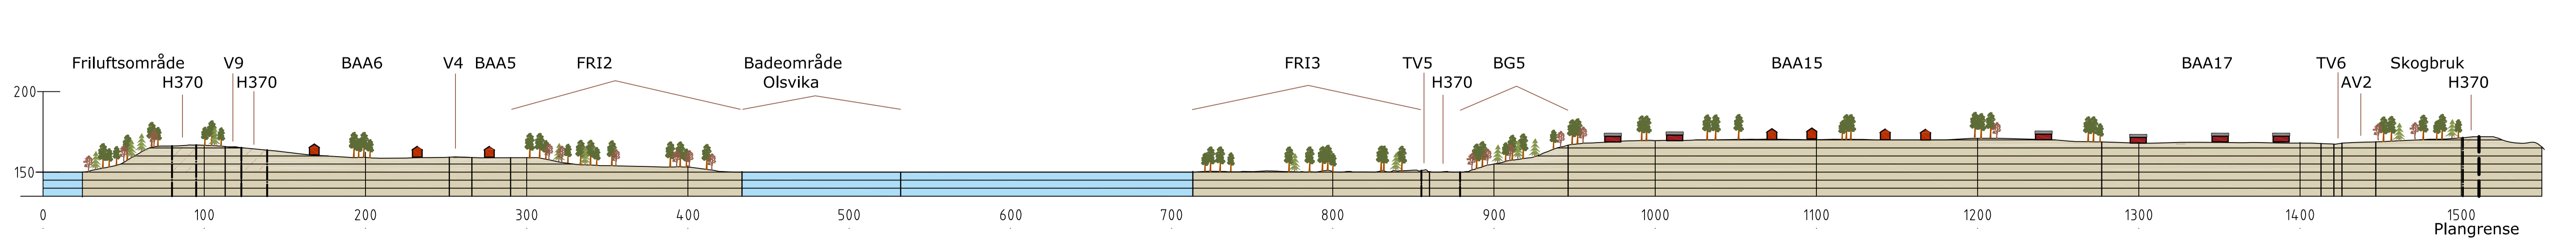 Friluftsområde V9 BAA6 V4 BAA5 FRI2 Badeområde FRI3 TV5 BG5 BAA15 BAA17 TV6 Skogbruk
H370 H370 Olsvika H370 AV2 H370
200
150
0 100 200 300 400 500 600 700 800 900 1000 1100 1200 1300 1400 1500
Plangrense